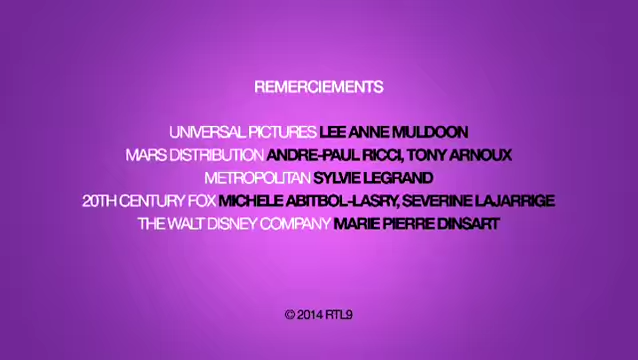 REMERCIEMENTS
UNIVERSAL PICTURES LEE ANNE MULDOON
MARS DISTRIBUTION ANDRE-PAUL RICCI, TONY ARNOUX
METROPOLITAN SYLVIE LEGRAND
20TH CENTURY FOX MICHELE ABITBOL-LASRY, SEVERINE LAJARRIGE
THE WALT DISNEY COMPANY MARIE PIERRE DINSART
© 2014 RTL9